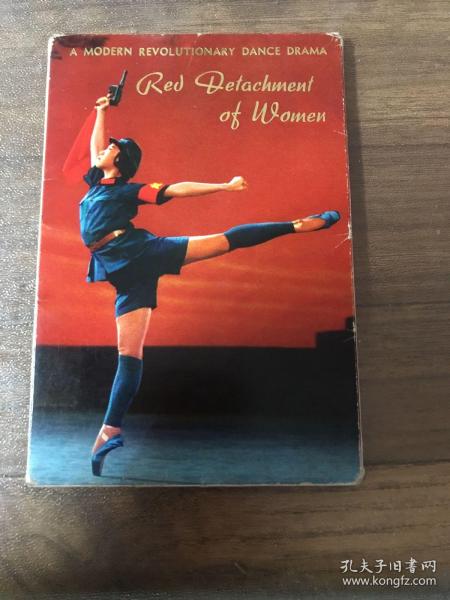 A MODERN REVOLUTIONARY DANCE DRAMA
Red Detachment
of Women
孔夫子旧书网
www.kongfz.com